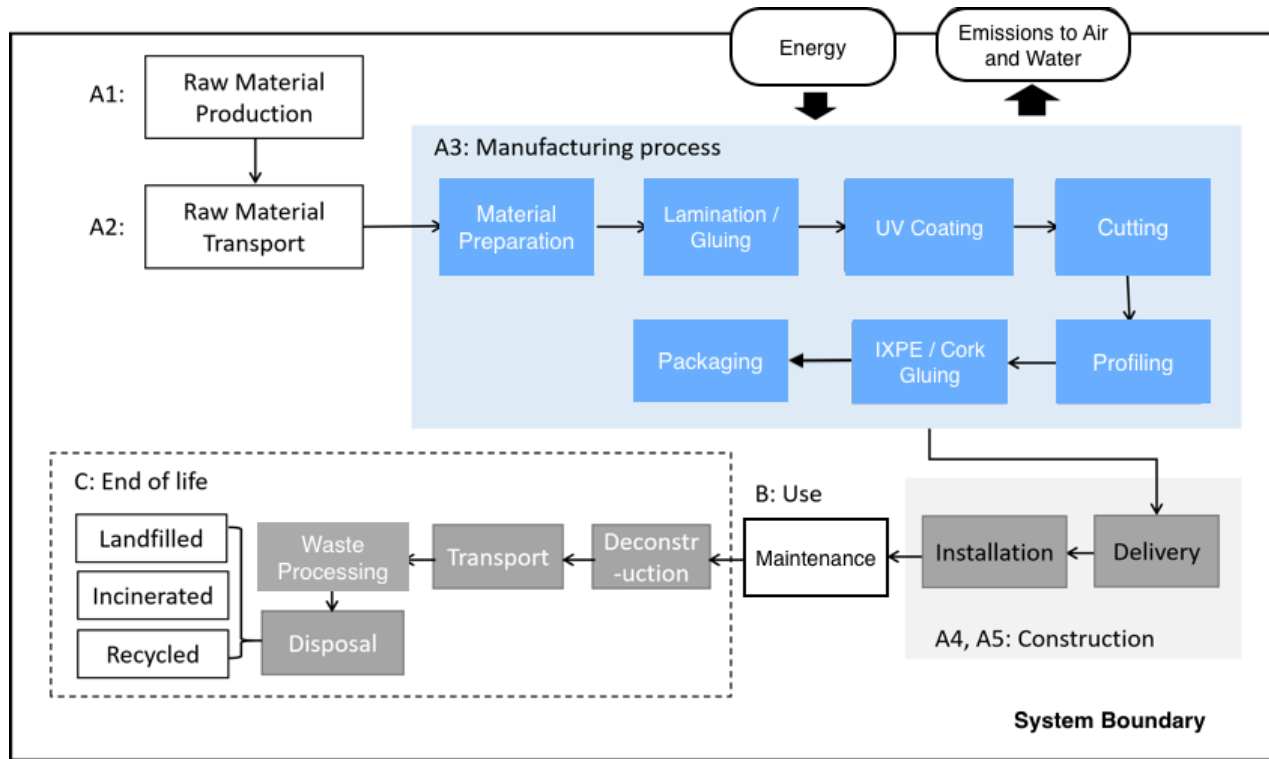 Energy
Emissions to Air
and Water
A1:
Raw Material
Production
A2:
Raw Material
Transport
A3: Manufacturing process
Material
Preparation
Lamination /
Gluing
UV Coating
Cutting
Packaging
IXPE / Cork
Gluing
Profiling
C: End of life
Landfilled
Incinerated
Recycled
Waste
Processing
Disposal
Transport
Deconstr
-uction
B: Use
Maintenance
Installation
Delivery
A4, A5: Construction
System Boundary